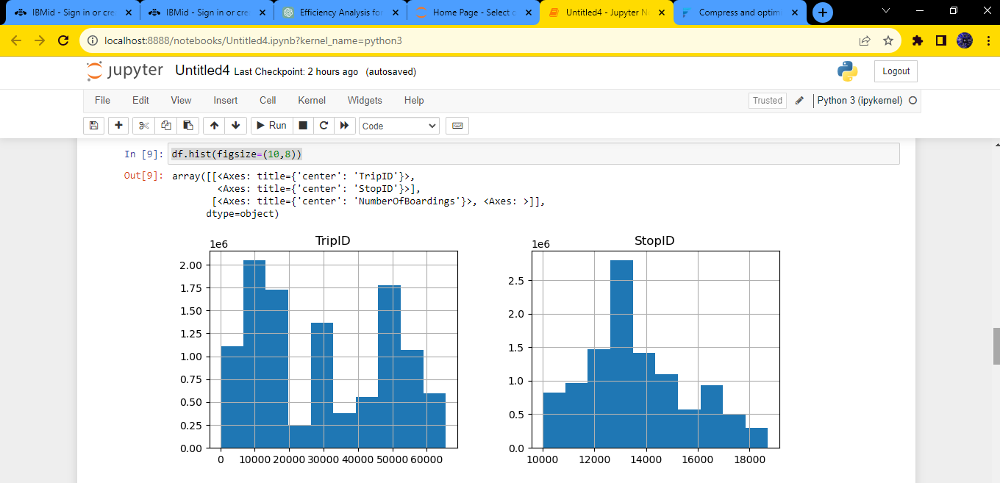 IBMid - Sign in or cre
IBMid - Sign in or cre
Efficiency Analysis for
Home Page - Select o
Untitled4 - Jupyter N
Compress and optim
localhost:8888/notebooks/Untitled4.ipynb?kernel_name=python3
jupyter Untitled4 Last Checkpoint: 2 hours ago (autosaved)
Logout
File Edit View Insert Cell Kernel Widgets Help
Trusted Python 3 (ipykernel)
Run Code
In [9]: df.hist(figsize=(10,8))
Out[9]: array([[<Axes: title={'center': 'TripID'}>,
<Axes: title={'center': 'StopID'}>],
[<Axes: title={'center': 'NumberOfBoardings'}>, <Axes: >]],
dtype=object)
1e6 TripID
2.00
1.75
1.50
1.25
1.00
0.75
0.50
0.25
0.00
0 10000 20000 30000 40000 50000 60000
1e6 StopID
2.5
2.0
1.5
1.0
0.5
0.0
10000 12000 14000 16000 18000